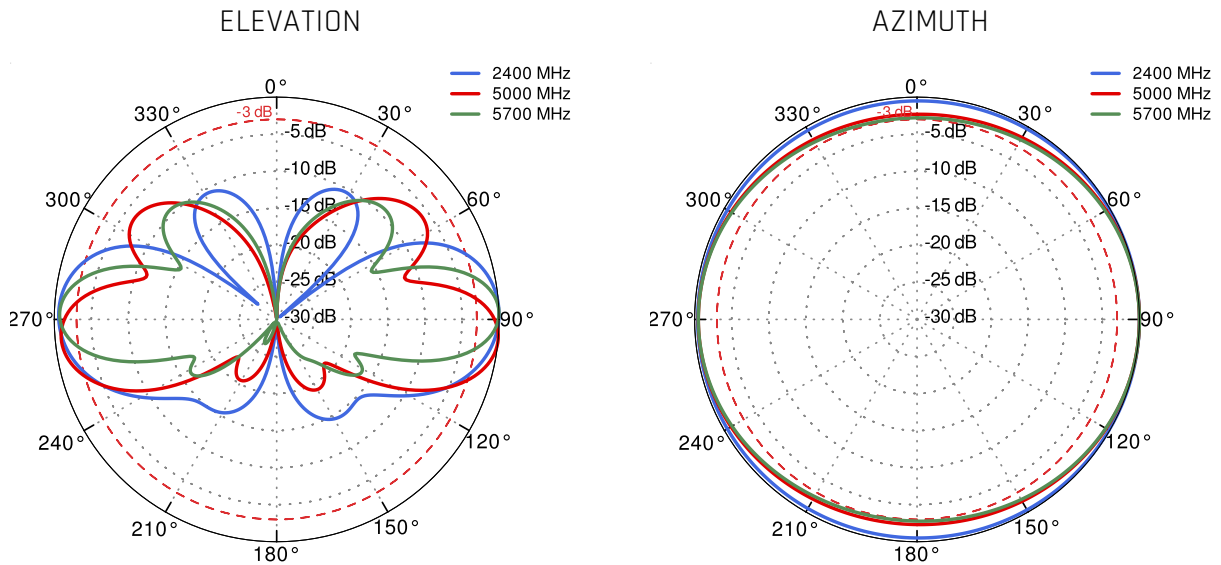 ELEVATION
2400 MHz
5000 MHz
5700 MHz
0°
330°
-3 dB
30°
-5 dB
-10 dB
300°
-15 dB
60°
-20 dB
-25 dB
270°
-30 dB
90°
240°
120°
210°
150°
180°
AZIMUTH
2400 MHz
5000 MHz
5700 MHz
0°
330°
-3 dB
30°
-5 dB
-10 dB
300°
-15 dB
60°
-20 dB
-25 dB
270°
-30 dB
90°
240°
120°
210°
150°
180°